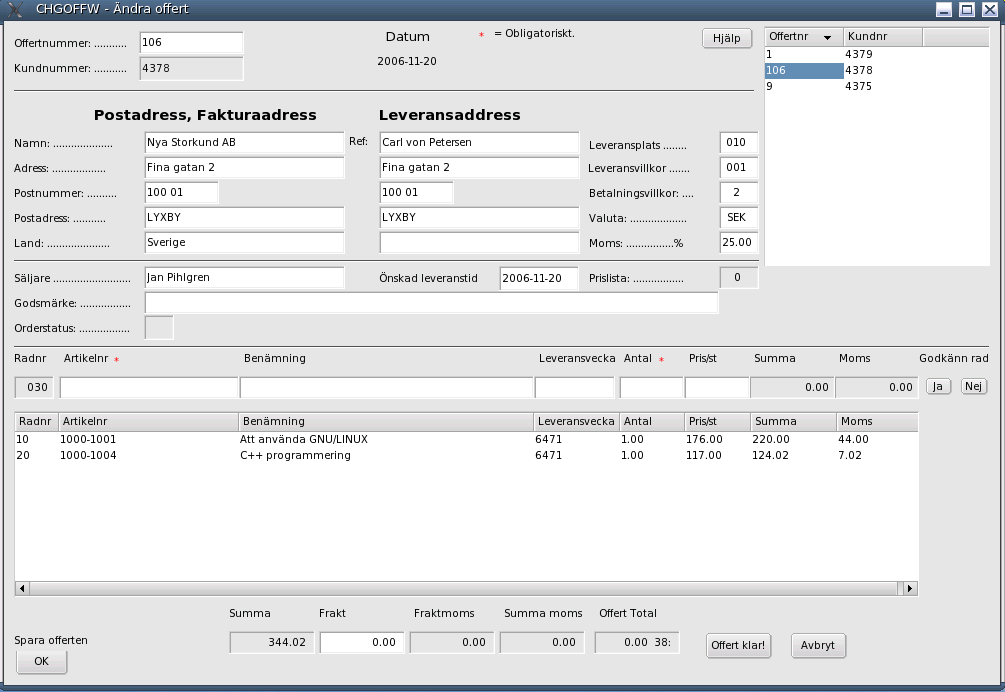 CHGOFFW - Ändra offert
Offertnummer: ........... 106 Datum * = Obligatoriskt. Hjälp
Kundnummer: ........... 4378 2006-11-20
Offertnr Kundnr
1 4379
106 4378
9 4375
Postadress, Fakturaadress Leveransaddress
Namn: ................... Nya Storkund AB Ref: Carl von Petersen Leveransplats ........ 010
Adress: .................. Fina gatan 2 Fina gatan 2 Leveransvillkor ....... 001
Postnummer: .......... 100 01 100 01 Betalningsvillkor: .... 2
Postadress: ............ LYXBY LYXBY Valuta: ................... SEK
Land: ..................... Sverige Moms: ................% 25.00
Säljare .......................... Jan Pihlgren Önskad leveranstid 2006-11-20 Prislista: ................. 0
Godsmärke: .................
Orderstatus: .................
Radnr Artikelnr * Benämning Leveransvecka Antal * Pris/st Summa Moms Godkänn rad
030 0.00 0.00 Ja Nej
Radnr Artikelnr Benämning Leveransvecka Antal Pris/st Summa Moms
10 1000-1001 Att använda GNU/LINUX 6471 1.00 176.00 220.00 44.00
20 1000-1004 C++ programmering 6471 1.00 117.00 124.02 7.02
Summa Frakt Fraktmoms Summa moms Offert Total
Spara offerten 344.02 0.00 0.00 0.00 0.00 38: Offert klar! Avbryt
OK